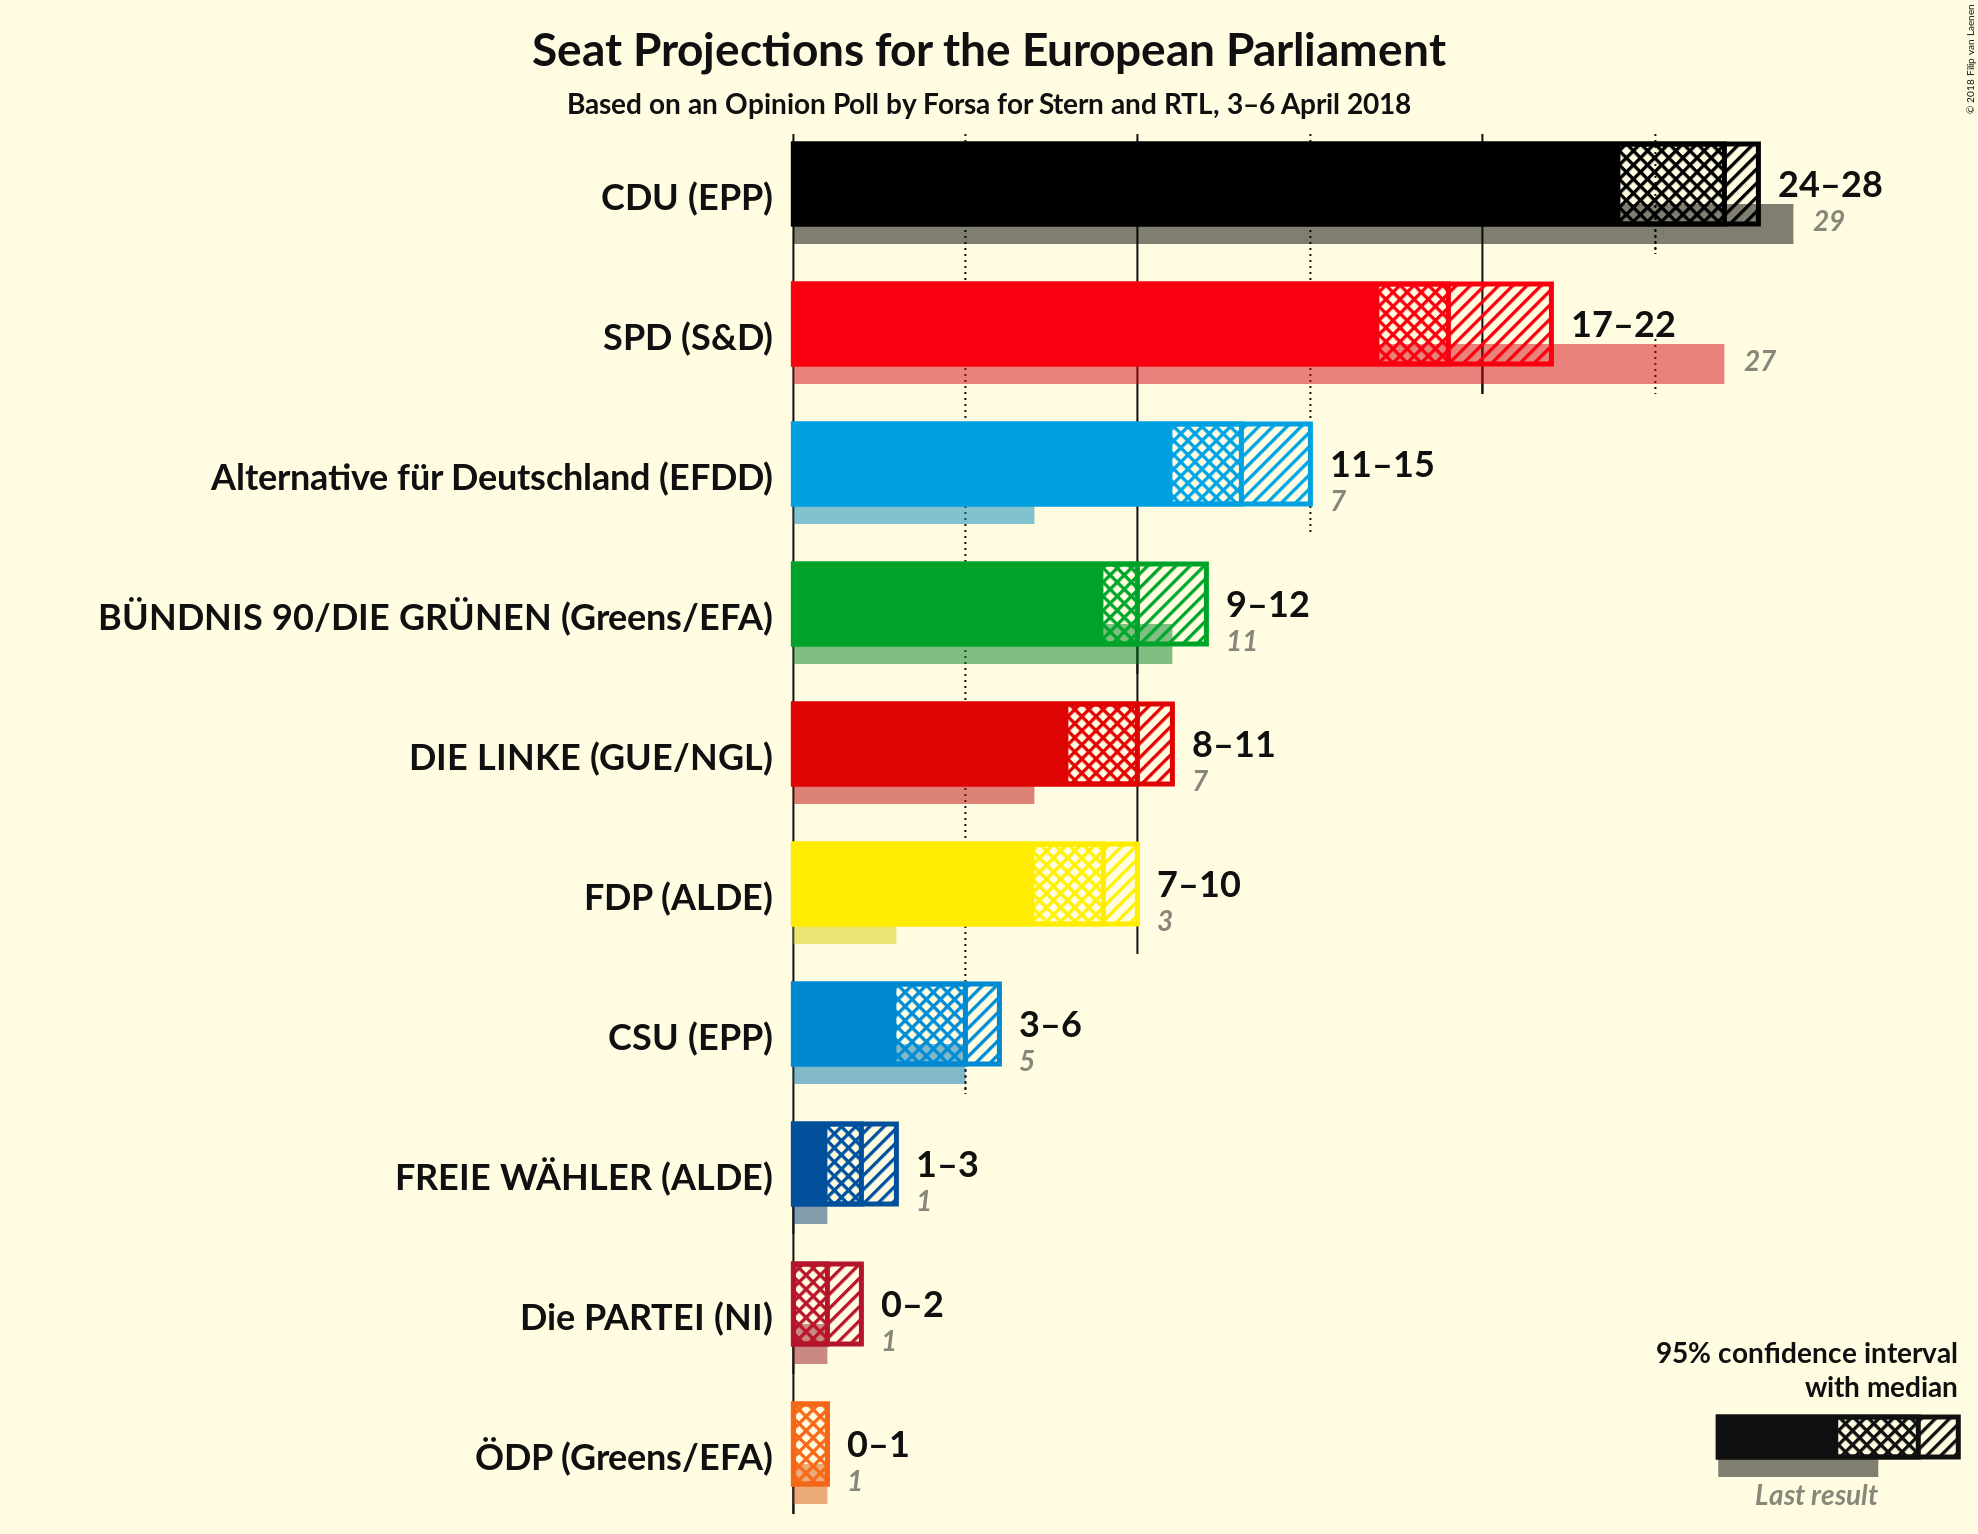 Seat Projections for the European Parliament
Based on an Opinion Poll by Forsa for Stern and RTL, 3–6 April 2018
© 2018 Filip van Laenen
CDU (EPP)
24–28
29
SPD (S&D)
17–22
27
Alternative für Deutschland (EFDD)
11–15
7
BÜNDNIS 90/DIE GRÜNEN (Greens/EFA)
9–12
11
DIE LINKE (GUE/NGL)
8–11
7
FDP (ALDE)
7–10
3
CSU (EPP)
3–6
5
FREIE WÄHLER (ALDE)
1–3
1
Die PARTEI (NI)
0–2
1
ÖDP (Greens/EFA)
0–1
1
95% confidence interval
with median
Last result